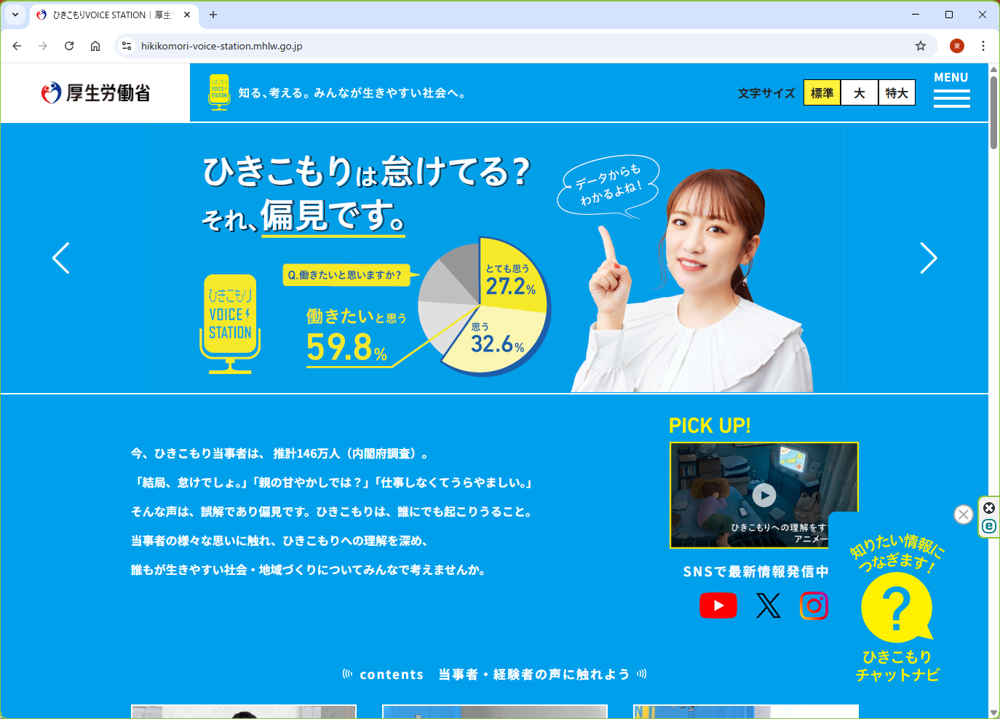 ひきこもりVOICE STATION｜厚生
hikikomori-voice-station.mhlw.go.jp
東
厚生労働省
ひきこもり
VOICE
STATION
知る、考える。みんなが生きやすい社会へ。
文字サイズ
標準
大
特大
MENU
ひきこもりは怠けてる？
それ、偏見です。
データからも
わかるよね！
Q.働きたいと思いますか？
働きたいと思う
59.8%
とても思う
27.2%
思う
32.6%
ひきこもり
VOICE
STATION
今、ひきこもり当事者は、 推計146万人（内閣府調査）。
「結局、怠けでしょ。」「親の甘やかしでは？」「仕事しなくてうらやましい。」
そんな声は、誤解であり偏見です。ひきこもりは、誰にでも起こりうること。
当事者の様々な思いに触れ、ひきこもりへの理解を深め、
誰もが生きやすい社会・地域づくりについてみんなで考えませんか。
PICK UP!
ひきこもりへの理解をす
アニメー
SNSで最新情報発信中
知りたい情報に
つなぎます！
?
ひきこもり
チャットナビ
contents 当事者・経験者の声に触れよう